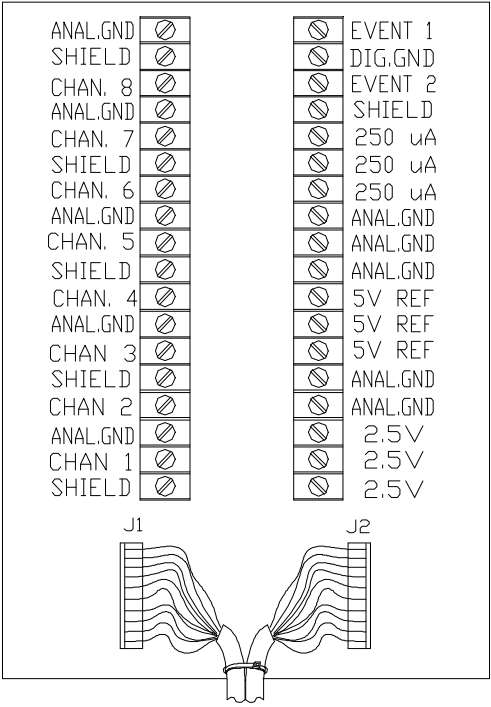 ANAL.GND
SHIELD
CHAN. 8
ANAL.GND
CHAN. 7
SHIELD
CHAN. 6
ANAL.GND
CHAN. 5
SHIELD
CHAN. 4
ANAL.GND
CHAN 3
SHIELD
CHAN 2
ANAL.GND
CHAN 1
SHIELD
EVENT 1
DIG.GND
EVENT 2
SHIELD
250 uA
250 uA
250 uA
ANAL.GND
ANAL.GND
ANAL.GND
5V REF
5V REF
5V REF
ANAL.GND
ANAL.GND
2.5V
2.5V
2.5V
J1
J2